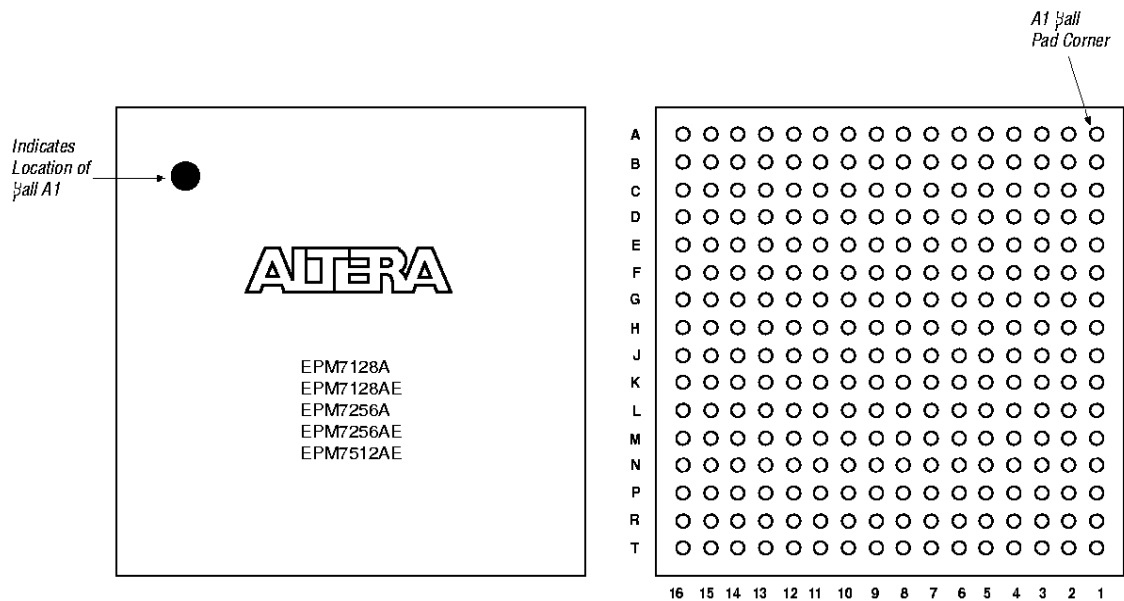 A1 Ball
Pad Corner
Indicates
Location of
Ball A1
ALTERA
EPM7128A
EPM7128AE
EPM7256A
EPM7256AE
EPM7512AE
A
B
C
D
E
F
G
H
J
K
L
M
N
P
R
T
16 15 14 13 12 11 10 9 8 7 6 5 4 3 2 1